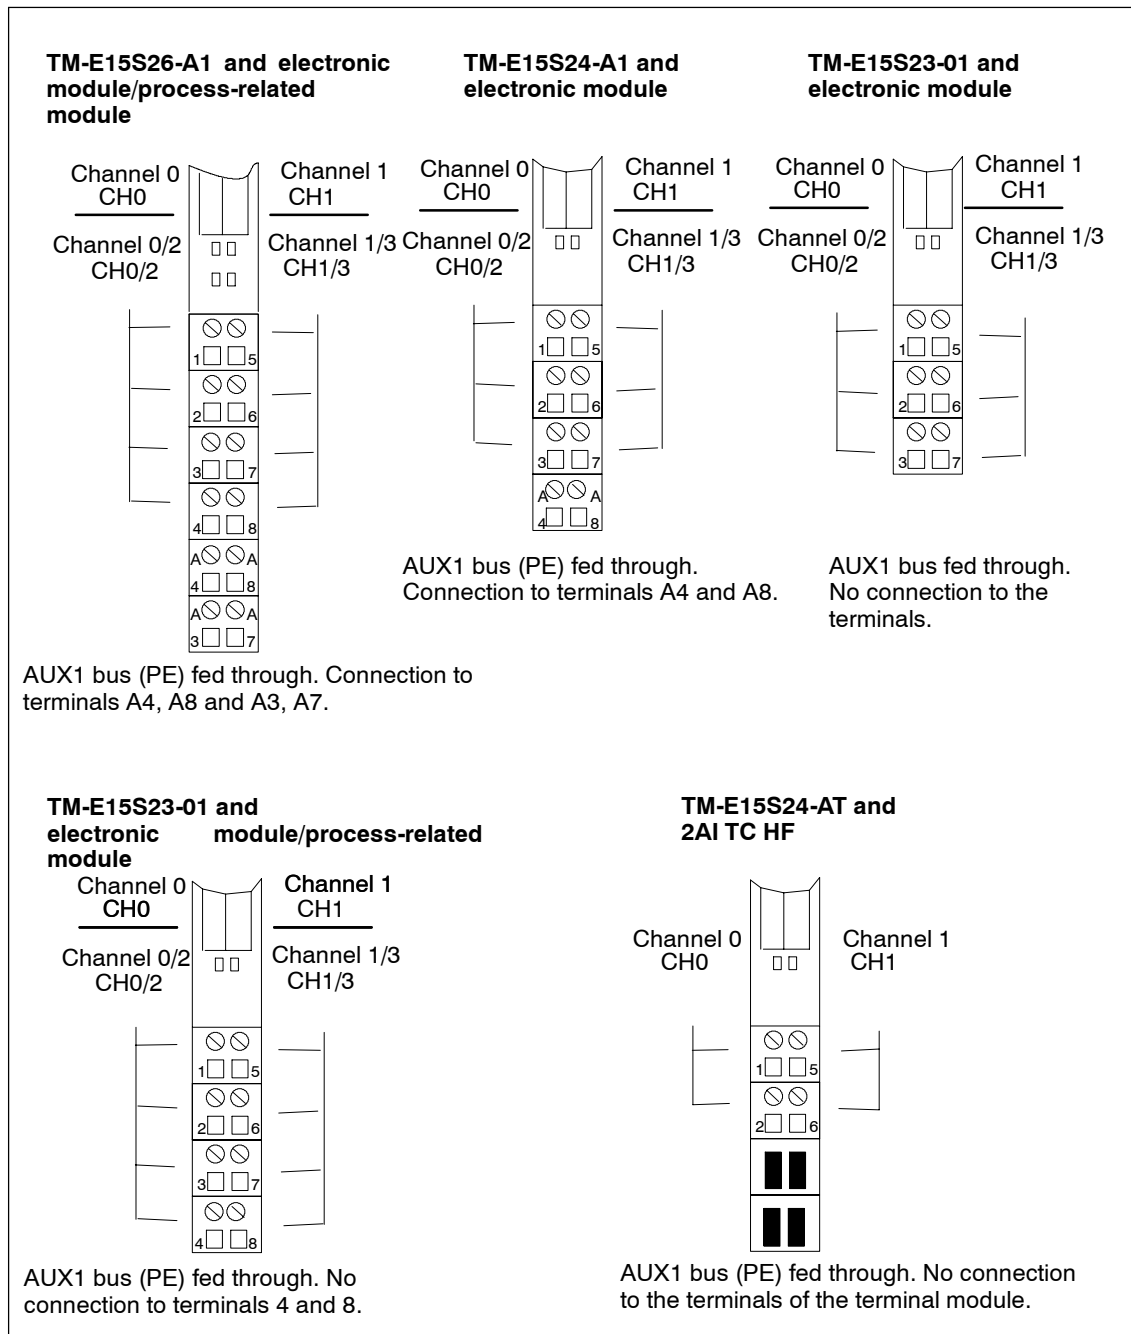 TM-E15S26-A1 and electronic
module/process-related
module
Channel 0
CH0
Channel 1
CH1
Channel 0/2
CH0/2
Channel 1/3
CH1/3
1 5
2 6
3 7
4 8
A A
4 8
A A
3 7
AUX1 bus (PE) fed through. Connection to
terminals A4, A8 and A3, A7.
TM-E15S24-A1 and
electronic module
Channel 0
CH0
Channel 1
CH1
Channel 0/2
CH0/2
Channel 1/3
CH1/3
1 5
2 6
3 7
A A
4 8
AUX1 bus (PE) fed through.
Connection to terminals A4 and A8.
TM-E15S23-01 and
electronic module
Channel 0
CH0
Channel 1
CH1
Channel 0/2
CH0/2
Channel 1/3
CH1/3
1 5
2 6
3 7
AUX1 bus fed through.
No connection to the
terminals.
TM-E15S23-01 and
electronic module/process-related
module
Channel 0
CH0
Channel 1
CH1
Channel 0/2
CH0/2
Channel 1/3
CH1/3
1 5
2 6
3 7
4 8
AUX1 bus (PE) fed through. No
connection to terminals 4 and 8.
TM-E15S24-AT and
2AI TC HF
Channel 0
CH0
Channel 1
CH1
1 5
2 6
AUX1 bus (PE) fed through. No connection
to the terminals of the terminal module.